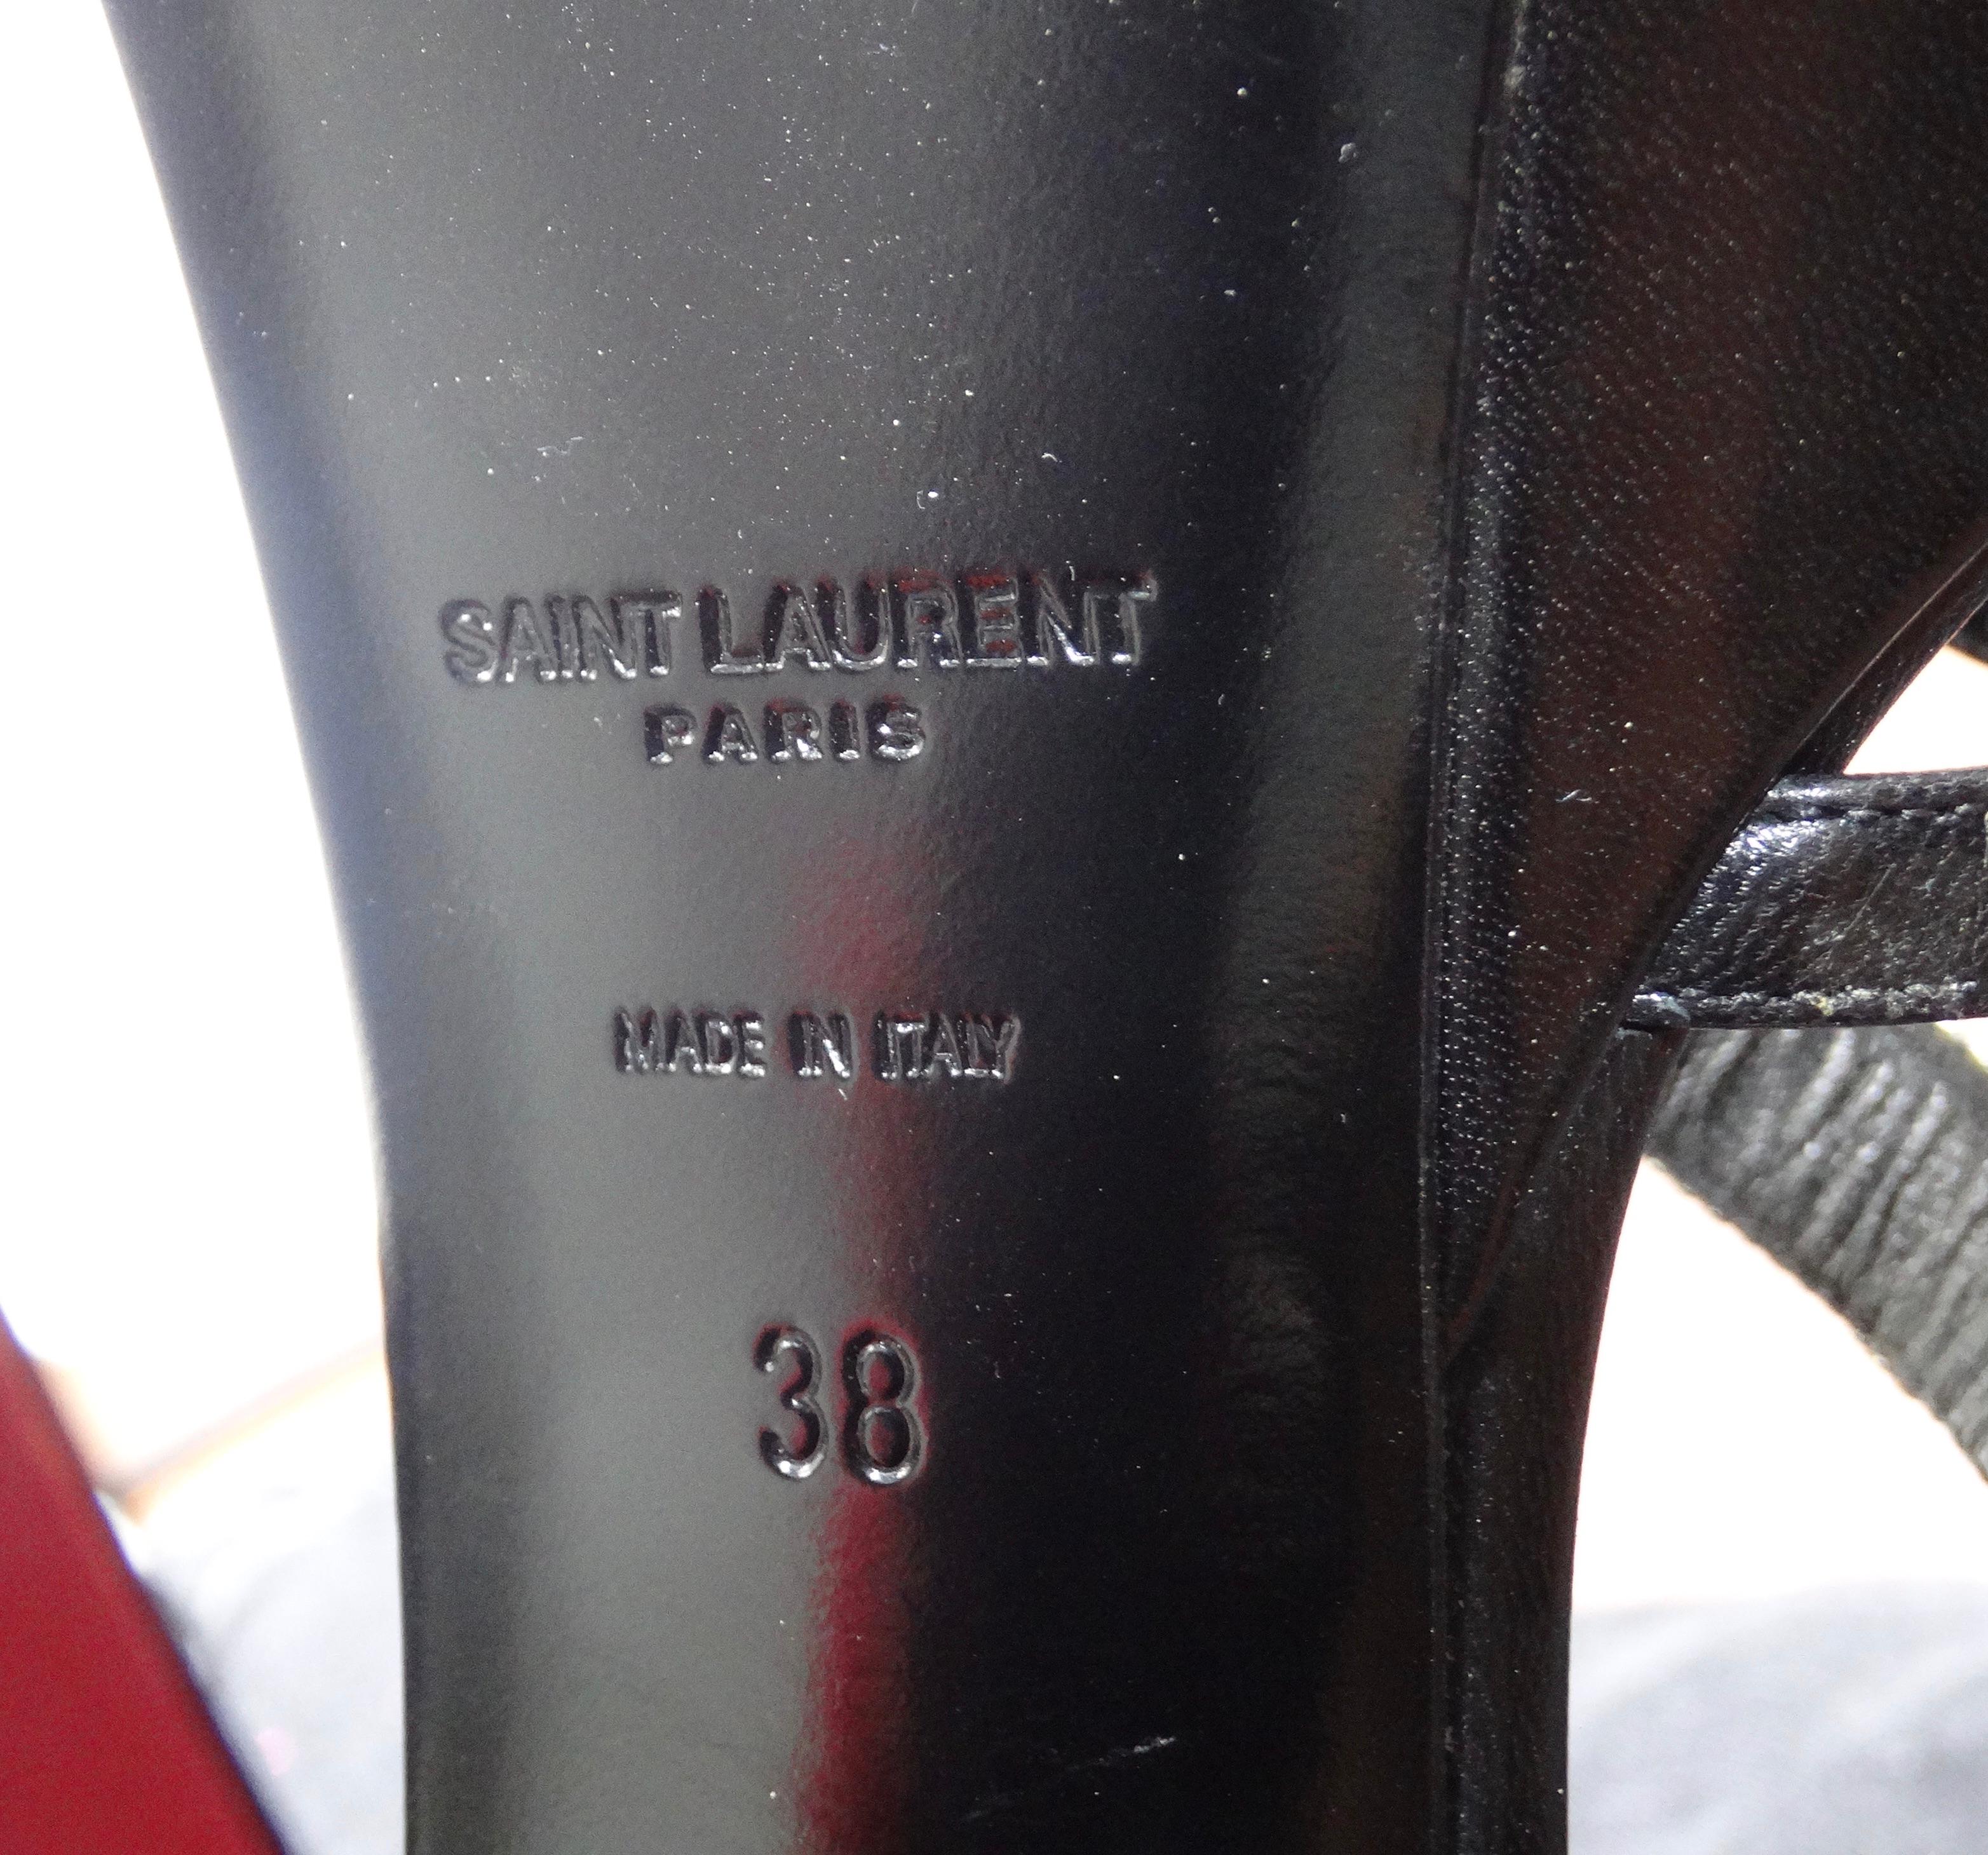 SAINT LAURENT
PARIS
MADE IN ITALY
38